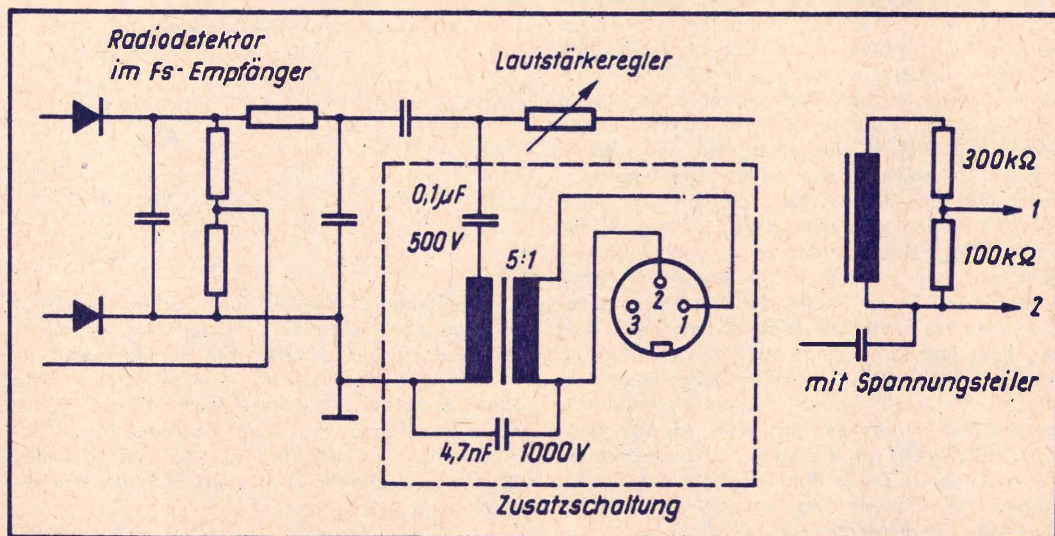 Radiodetektor
im Fs-Empfänger
Lautstärkeregler
0,1µF
500V
5:1
2
3
1
4,7nF
1000V
Zusatzschaltung
300kΩ
1
100kΩ
2
mit Spannungsteiler